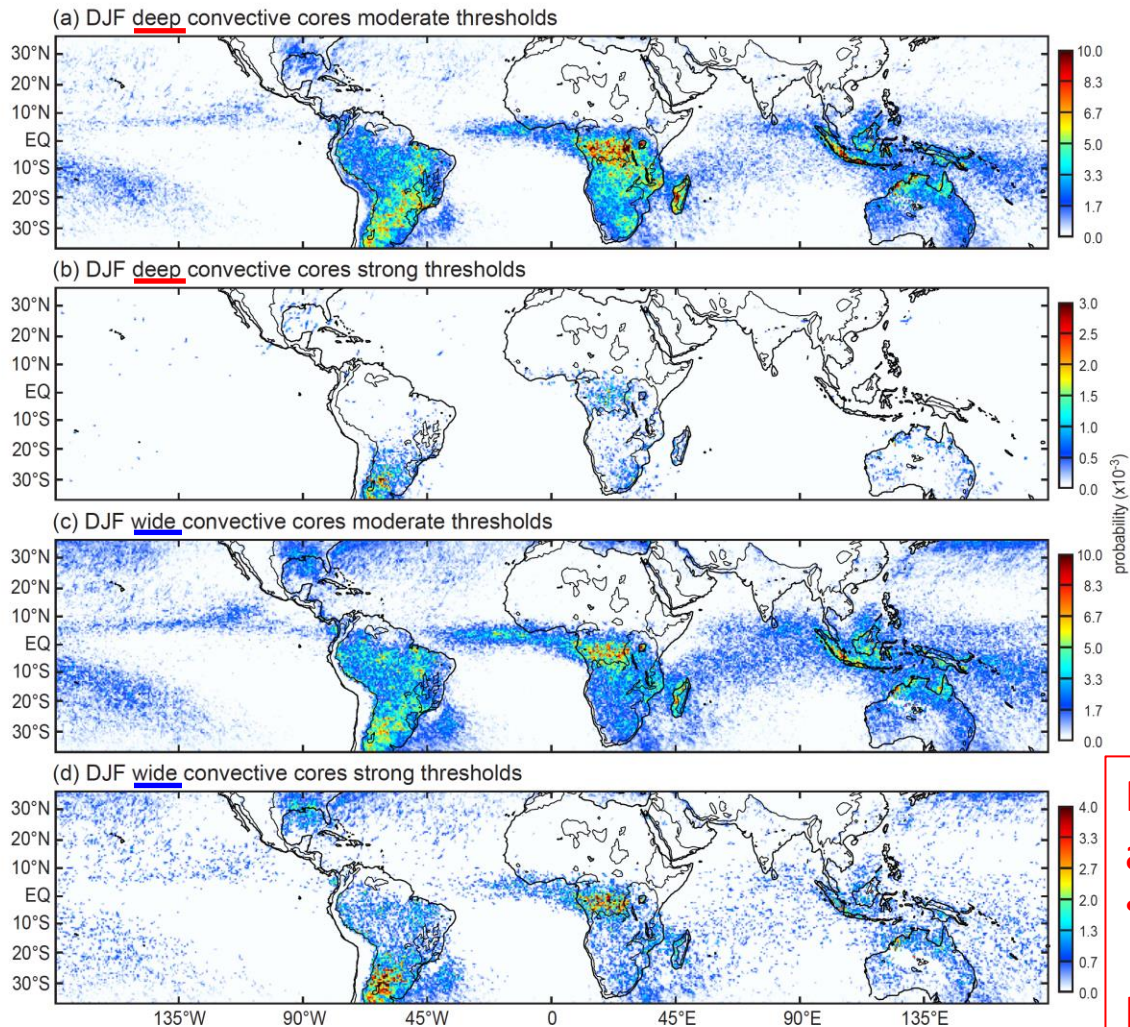 (a) DJF deep convective cores moderate thresholds
30°N
20°N
10°N
EQ
10°S
20°S
30°S
10.0
8.3
6.7
5.0
3.3
1.7
0.0
(b) DJF deep convective cores strong thresholds
30°N
20°N
10°N
EQ
10°S
20°S
30°S
3.0
2.5
2.0
1.5
1.0
0.5
0.0
probability (x10⁻³)
(c) DJF wide convective cores moderate thresholds
30°N
20°N
10°N
EQ
10°S
20°S
30°S
10.0
8.3
6.7
5.0
3.3
1.7
0.0
(d) DJF wide convective cores strong thresholds
30°N
20°N
10°N
EQ
10°S
20°S
30°S
4.0
3.3
2.7
2.0
1.3
0.7
0.0
135°W 90°W 45°W 0 45°E 90°E 135°E